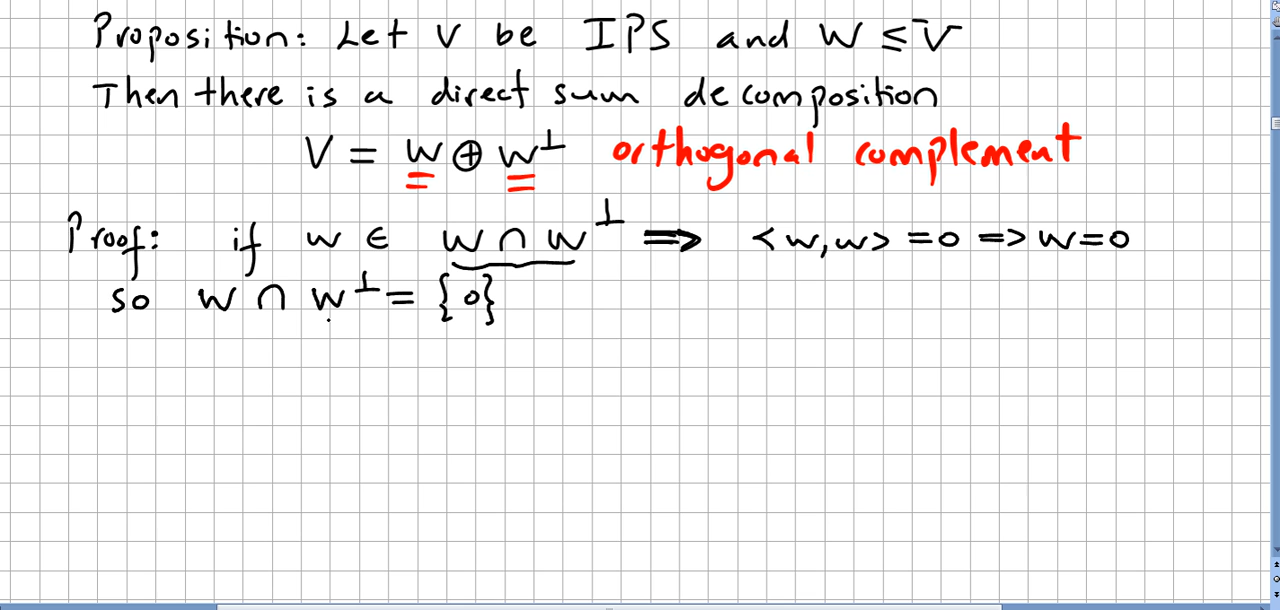 Proposition: Let V be IPS and W ≤ V
Then there is a direct sum decomposition
V = W ⊕ W⊥ orthogonal complement
Proof: if w ∈ W ∩ W⊥ ⟹ <w,w> = 0 => w=0
so W ∩ W⊥ = {0}